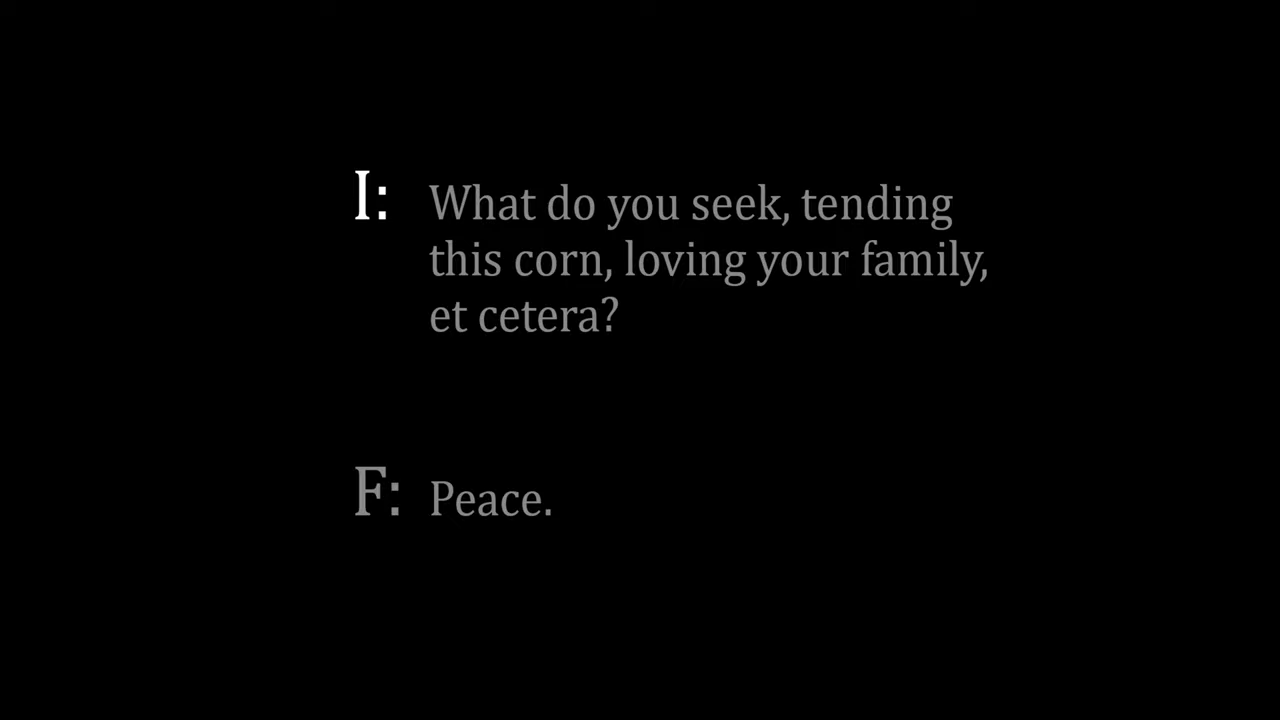 I: What do you seek, tending
this corn, loving your family,
et cetera?
F: Peace.